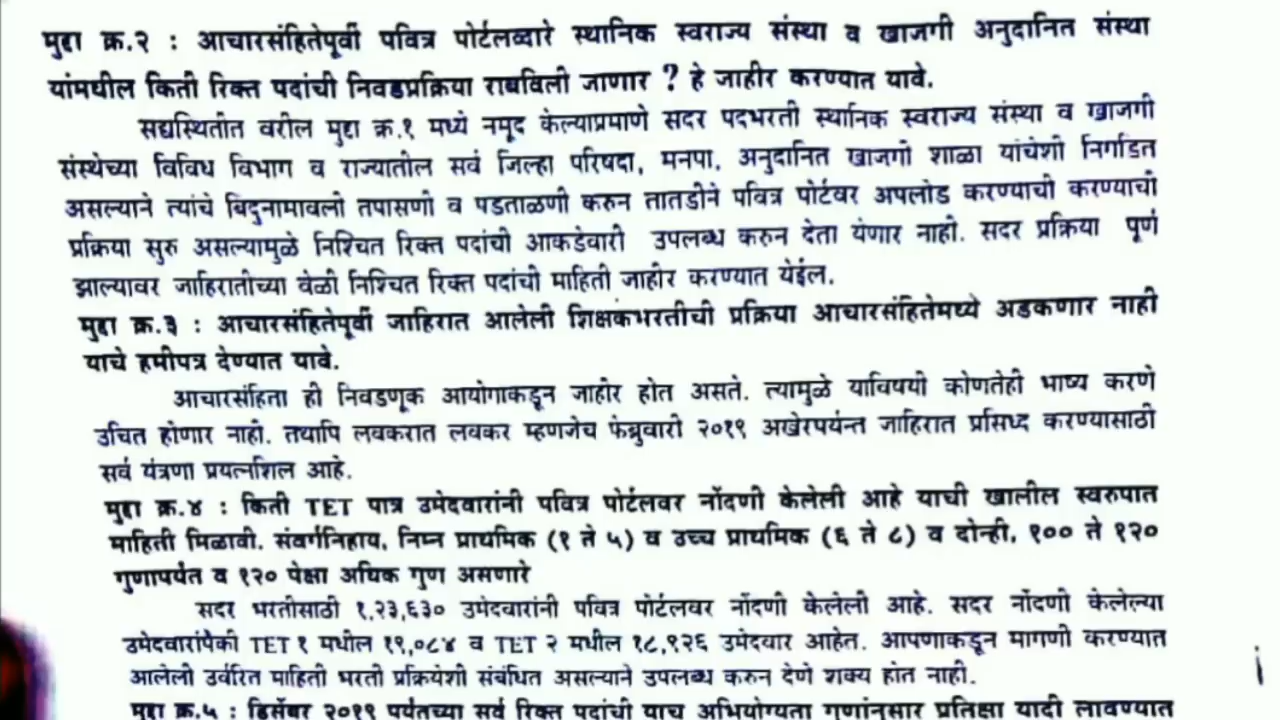 मुद्दा क्र.२ : आचारसंहितेपूर्वी पवित्र पोर्टलव्दारे स्थानिक स्वराज्य संस्था व खाजगी अनुदानित संस्था
यांमधील किती रिक्त पदांची निवडप्रक्रिया राबविली जाणार ? हे जाहीर करण्यात यावे.
सद्यस्थितीत वरील मुद्दा क्र.१ मध्ये नमूद केल्याप्रमाणे सदर पदभरती स्थानिक स्वराज्य संस्था व खाजगी
संस्थेच्या विविध विभाग व राज्यातील सर्व जिल्हा परिषदा, मनपा, अनुदानित खाजगी शाळा यांचेशी निगडित
असल्याने त्यांचे बिंदुनामावली तपासणी व पडताळणी करुन तातडीने पवित्र पोर्टवर अपलोड करण्याची करण्याची
प्रक्रिया सुरु असल्यामुळे निश्चित रिक्त पदांची आकडेवारी उपलब्ध करुन देता येणार नाही. सदर प्रक्रिया पूर्ण
झाल्यावर जाहिरातीच्या वेळी निश्चित रिक्त पदांची माहिती जाहीर करण्यात येईल.
मुद्दा क्र.३ : आचारसंहितेपूर्वी जाहिरात आलेली शिक्षकभरतीची प्रक्रिया आचारसंहितेमध्ये अडकणार नाही
याचे हमीपत्र देण्यात यावे.
आचारसंहिता ही निवडणूक आयोगाकडून जाहीर होत असते. त्यामुळे याविषयी कोणतेही भाष्य करणे
उचित होणार नाही. तथापि लवकरात लवकर म्हणजेच फेब्रुवारी २०१९ अखेरपर्यन्त जाहिरात प्रसिध्द करण्यासाठी
सर्व यंत्रणा प्रयत्नशिल आहे.
मुद्दा क्र.४ : किती TET पात्र उमेदवारांनी पवित्र पोर्टलवर नोंदणी केलेली आहे याची खालील स्वरुपात
माहिती मिळावी. संवर्गनिहाय, निम्न प्राथमिक (१ ते ५) व उच्च प्राथमिक (६ ते ८) व दोन्ही, १०० ते १२०
गुणापर्यंत व १२० पेक्षा अधिक गुण असणारे
सदर भरतीसाठी १,२३,६३० उमेदवारांनी पवित्र पोर्टलवर नोंदणी केलेली आहे. सदर नोंदणी केलेल्या
उमेदवारांपैकी TET १ मधील १९,०८४ व TET २ मधील १८,९२६ उमेदवार आहेत. आपणाकडून मागणी करण्यात
आलेली उर्वरित माहिती भरती प्रक्रियेशी संबंधित असल्याने उपलब्ध करुन देणे शक्य होत नाही.
मुद्दा क्र.५ : डिसेंबर २०१९ पर्यंतच्या सर्व रिक्त पदांची याच अभियोग्यता गुणांनुसार प्रतिक्षा यादी लावण्यात